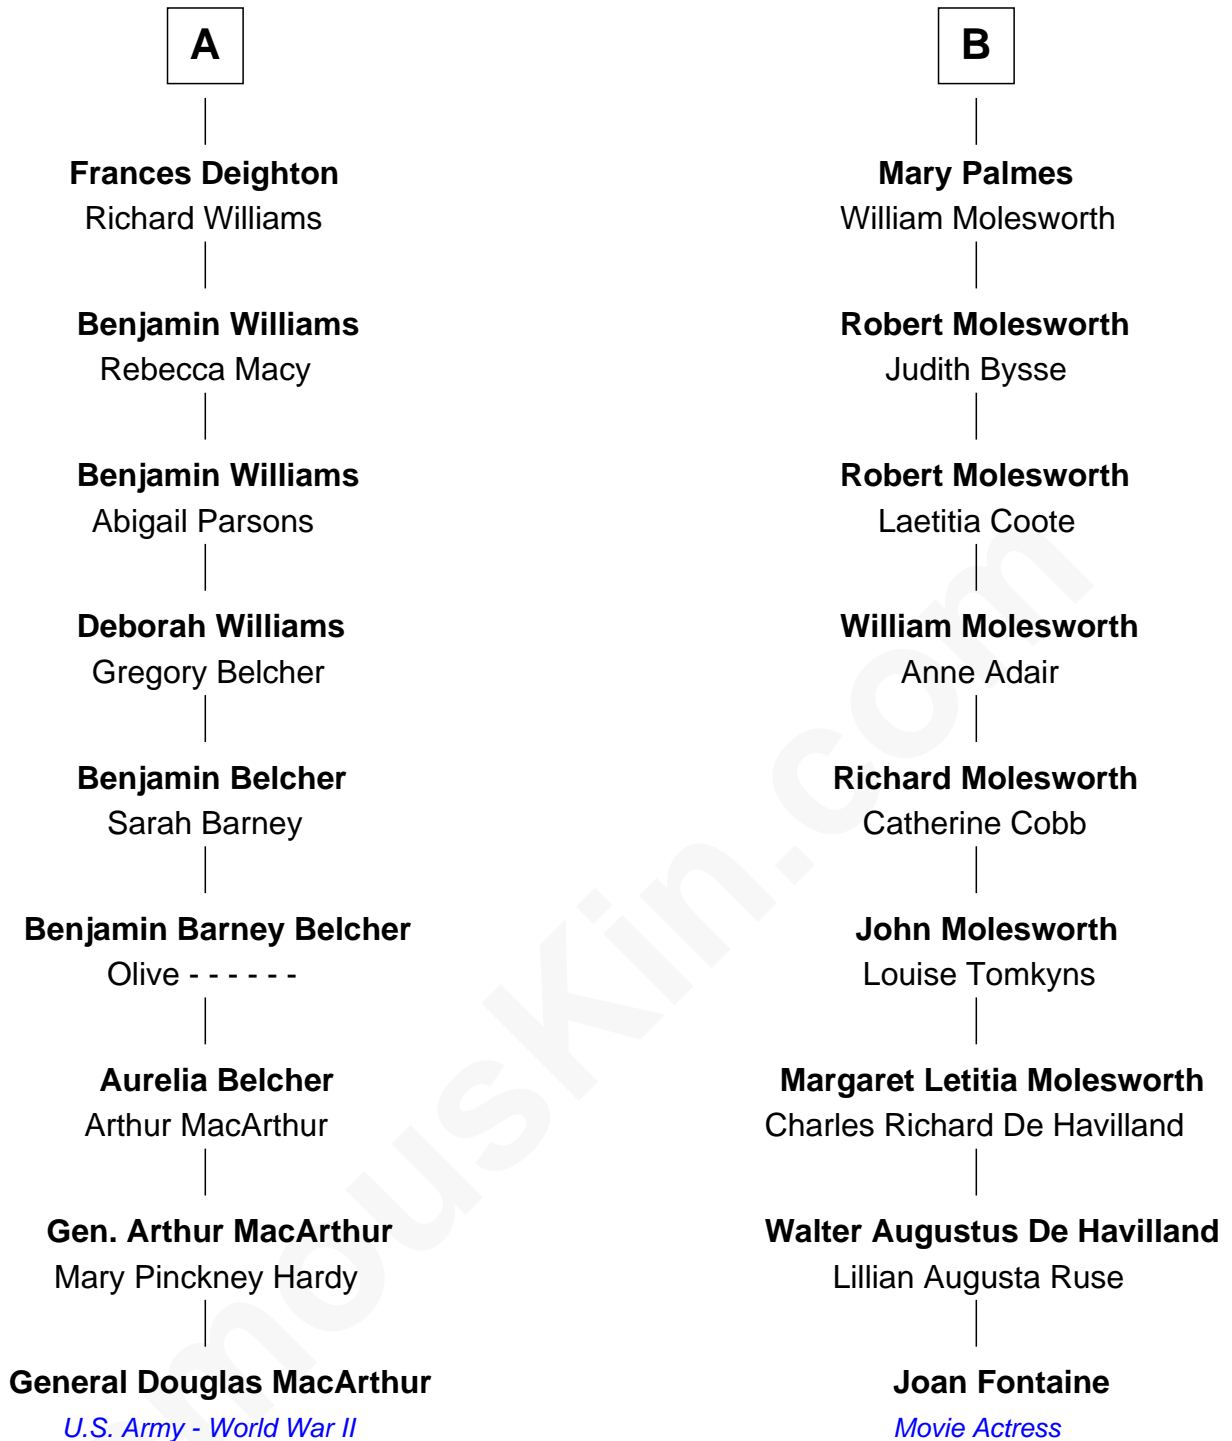 A
B
Frances Deighton
Mary Palmes
Richard Williams
William Molesworth
Benjamin Williams
Robert Molesworth
Rebecca Macy
Judith Bysse
Benjamin Williams
Robert Molesworth
Abigail Parsons
Laetitia Coote
Deborah Williams
William Molesworth
Gregory Belcher
Anne Adair
Benjamin Belcher
Richard Molesworth
Sarah Barney
Catherine Cobb
Benjamin Barney Belcher
John Molesworth
Olive - - - - - -
Louise Tomkyns
Aurelia Belcher
Margaret Letitia Molesworth
Arthur MacArthur
Charles Richard De Havilland
Gen. Arthur MacArthur
Walter Augustus De Havilland
Mary Pinckney Hardy
Lillian Augusta Ruse
General Douglas MacArthur
Joan Fontaine
U.S. Army - World War II
Movie Actress
mousKin.com